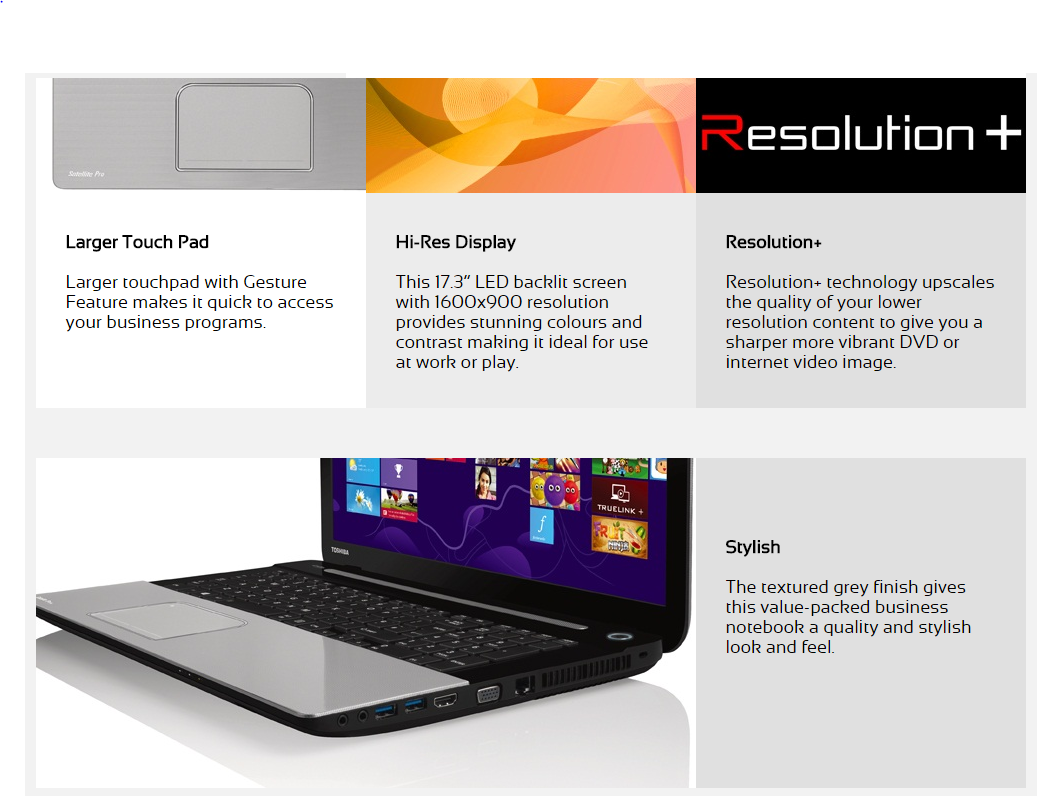 Satellite Pro
Resolution +
Larger Touch Pad
Larger touchpad with Gesture
Feature makes it quick to access
your business programs.
Hi-Res Display
This 17.3” LED backlit screen
with 1600x900 resolution
provides stunning colours and
contrast making it ideal for use
at work or play.
Resolution+
Resolution+ technology upscales
the quality of your lower
resolution content to give you a
sharper more vibrant DVD or
internet video image.
TRUELINK +
FRUIT
NINJA
TOSHIBA
Stylish
The textured grey finish gives
this value-packed business
notebook a quality and stylish
look and feel.